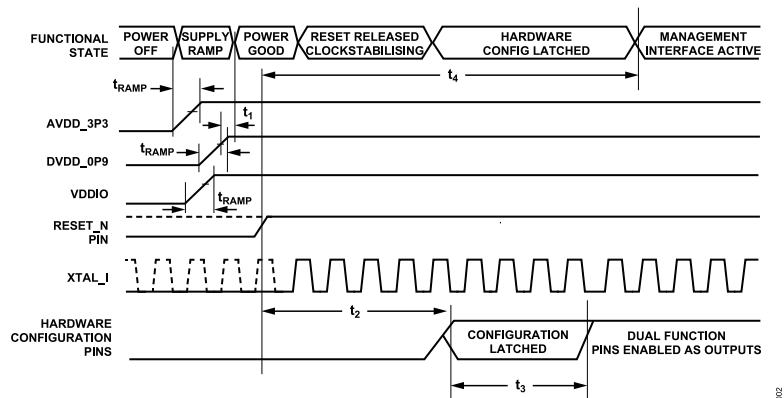 FUNCTIONAL
STATE
POWER
OFF
SUPPLY
RAMP
POWER
GOOD
RESET RELEASED
CLOCKSTABILISING
HARDWARE
CONFIG LATCHED
MANAGEMENT
INTERFACE ACTIVE
tRAMP
t4
t1
AVDD_3P3
tRAMP
DVDD_0P9
VDDIO
tRAMP
RESET_N
PIN
XTAL_I
t2
HARDWARE
CONFIGURATION
PINS
CONFIGURATION
LATCHED
DUAL FUNCTION
PINS ENABLED AS OUTPUTS
t3